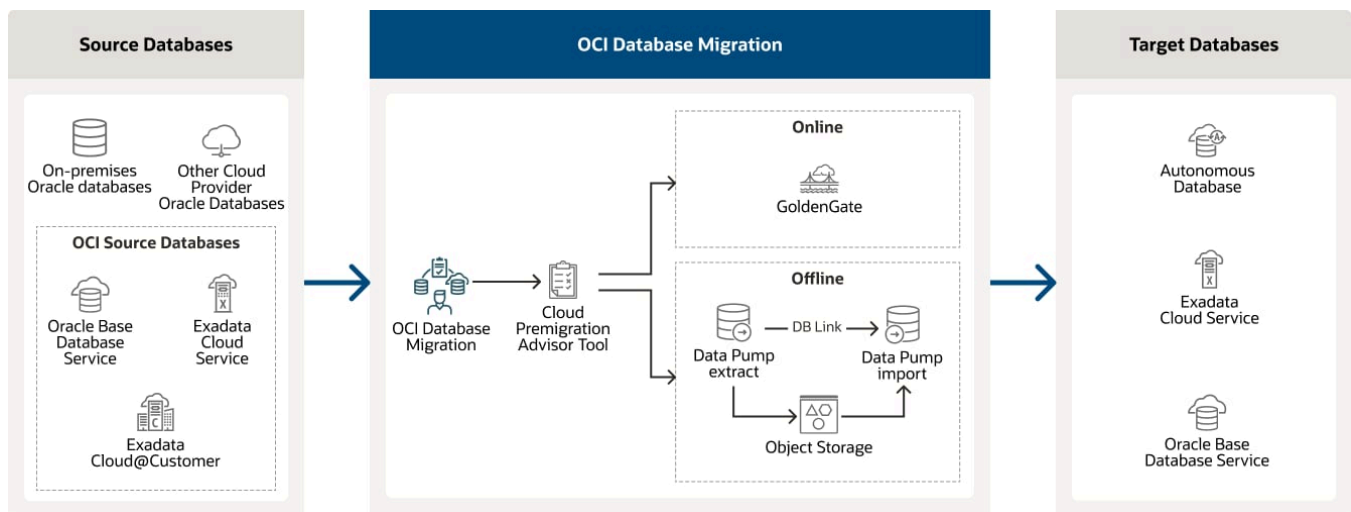 Source Databases
OCI Database Migration
Target Databases
On-premises
Oracle databases
Other Cloud
Provider
Oracle Databases
OCI Source Databases
Oracle Base
Database
Service
Exadata
Cloud
Service
Exadata
Cloud@Customer
OCI Database
Migration
Cloud
Premigration
Advisor Tool
Online
GoldenGate
Offline
Data Pump
extract
DB Link
Data Pump
import
Object Storage
Autonomous
Database
Exadata
Cloud Service
Oracle Base
Database Service